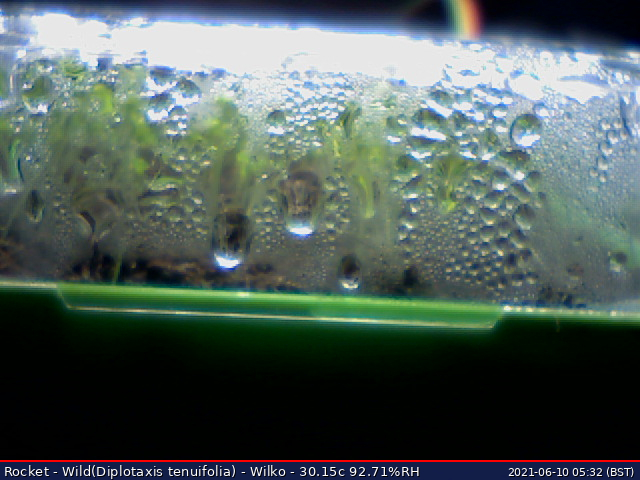 Rocket - Wild(Diplotaxis tenuifolia) - Wilko - 30.15c 92.71%RH
2021-06-10 05:32 (BST)